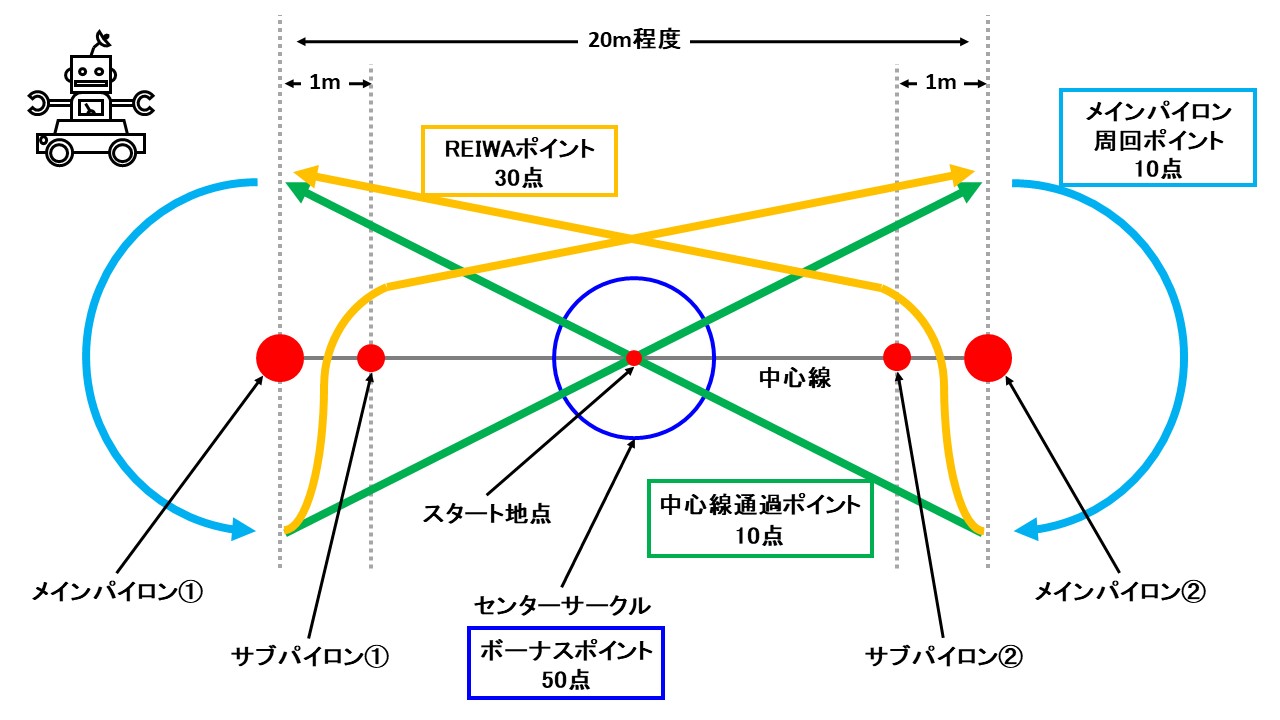 20m程度
1m
1m
メインパイロン
周回ポイント
10点
REIWAポイント
30点
中心線
スタート地点
中心線通過ポイント
10点
メインパイロン①
センターサークル
メインパイロン②
サブパイロン①
ボーナスポイント
50点
サブパイロン②